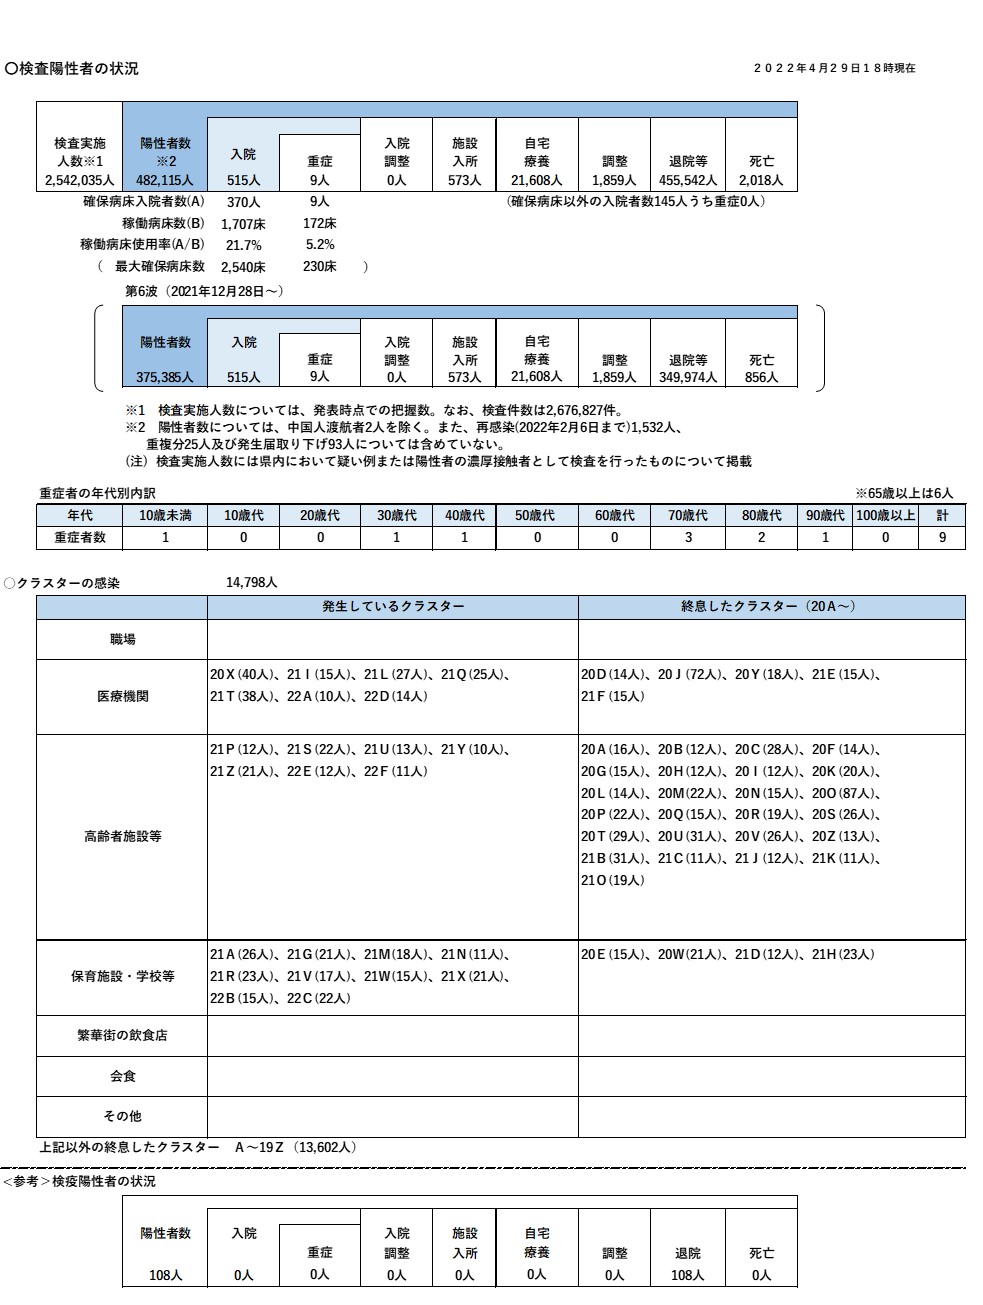 〇検査陽性者の状況
２０２２年４月２９日１８時現在
検査実施 陽性者数 入院 施設 自宅
人数※1 ※2 入院 重症 調整 入所 療養 調整 退院等 死亡
2,542,035人 482,115人 515人 9人 0人 573人 21,608人 1,859人 455,542人 2,018人
確保病床入院者数(A) 370人 9人 （確保病床以外の入院者数145人うち重症0人）
稼働病床数(B) 1,707床 172床
稼働病床使用率(A/B) 21.7% 5.2%
（ 最大確保病床数 2,540床 230床 ）
第6波（2021年12月28日～）
陽性者数 入院 入院 施設 自宅
重症 調整 入所 療養 調整 退院等 死亡
375,385人 515人 9人 0人 573人 21,608人 1,859人 349,974人 856人
※1 検査実施人数については、発表時点での把握数。なお、検査件数は2,676,827件。
※2 陽性者数については、中国人渡航者2人を除く。また、再感染(2022年2月6日まで)1,532人、
重複分25人及び発生届取り下げ93人については含めていない。
（注）検査実施人数には県内において疑い例または陽性者の濃厚接触者として検査を行ったものについて掲載
重症者の年代別内訳 ※65歳以上は6人
年代 10歳未満 10歳代 20歳代 30歳代 40歳代 50歳代 60歳代 70歳代 80歳代 90歳代 100歳以上 計
重症者数 1 0 0 1 1 0 0 3 2 1 0 9
○クラスターの感染 14,798人
発生しているクラスター 終息したクラスター（20Ａ～）
職場
医療機関
20Ｘ(40人)、21Ｉ(15人)、21Ｌ(27人)、21Ｑ(25人)、
21Ｔ(38人)、22Ａ(10人)、22Ｄ(14人)
20Ｄ(14人)、20Ｊ(72人)、20Ｙ(18人)、21Ｅ(15人)、
21Ｆ(15人)
高齢者施設等
21Ｐ(12人)、21Ｓ(22人)、21Ｕ(13人)、21Ｙ(10人)、
21Ｚ(21人)、22Ｅ(12人)、22Ｆ(11人)
20Ａ(16人)、20Ｂ(12人)、20Ｃ(28人)、20Ｆ(14人)、
20Ｇ(15人)、20Ｈ(12人)、20Ｉ(12人)、20Ｋ(20人)、
20Ｌ(14人)、20Ｍ(22人)、20Ｎ(15人)、20Ｏ(87人)、
20Ｐ(22人)、20Ｑ(15人)、20Ｒ(19人)、20Ｓ(26人)、
20Ｔ(29人)、20Ｕ(31人)、20Ｖ(26人)、20Ｚ(13人)、
21Ｂ(31人)、21Ｃ(11人)、21Ｊ(12人)、21Ｋ(11人)、
21Ｏ(19人)
保育施設・学校等
21Ａ(26人)、21Ｇ(21人)、21Ｍ(18人)、21Ｎ(11人)、
21Ｒ(23人)、21Ｖ(17人)、21Ｗ(15人)、21Ｘ(21人)、
22Ｂ(15人)、22Ｃ(22人)
20Ｅ(15人)、20Ｗ(21人)、21Ｄ(12人)、21Ｈ(23人)
繁華街の飲食店
会食
その他
上記以外の終息したクラスター Ａ～19Ｚ（13,602人）
＜参考＞検疫陽性者の状況
陽性者数 入院 入院 施設 自宅
重症 調整 入所 療養 調整 退院 死亡
108人 0人 0人 0人 0人 0人 0人 108人 0人